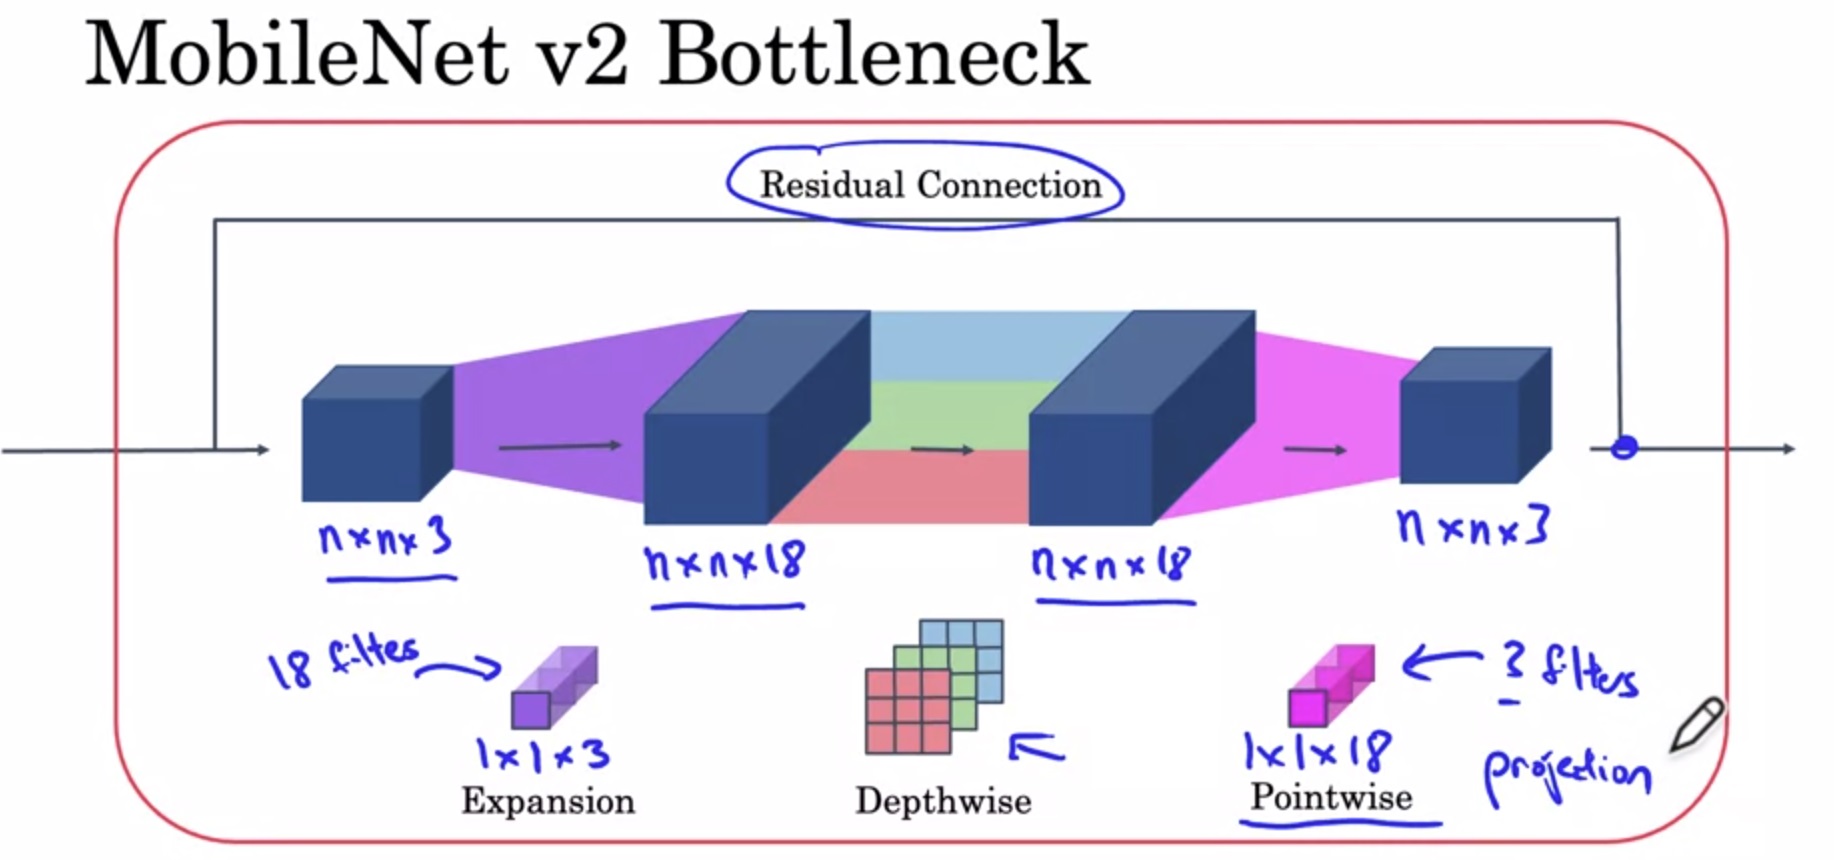 MobileNet v2 Bottleneck
Residual Connection
n×n×3
n×n×18
n×n×18
n×n×3
18 filtes
1×1×3
Expansion
Depthwise
3 filters
1×1×18
Pointwise
projection